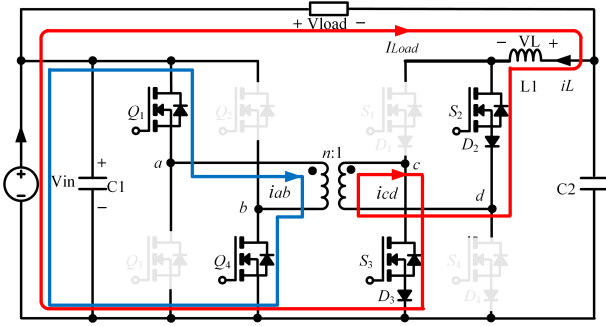 + Vload −
ILoad
− VL +
L1
iL
Q1
Q2
S1
D1
S2
D2
n:1
a
c
Vin
+
−
C1
iab
icd
C2
b
d
Q3
Q4
S3
D3
S4
D4